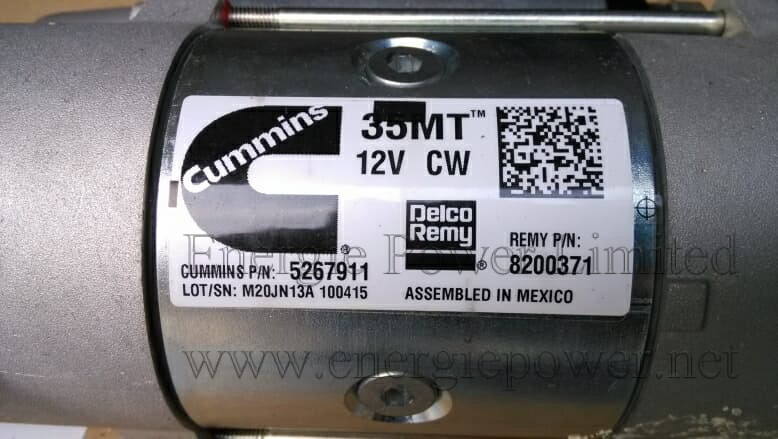 Cummins
35MT™
12V CW
Delco
Remy
®
®
REMY P/N:
8200371
CUMMINS P/N: 5267911
LOT/SN: M20JN13A 100415
ASSEMBLED IN MEXICO
Energie Power Limited
www.energiepower.net